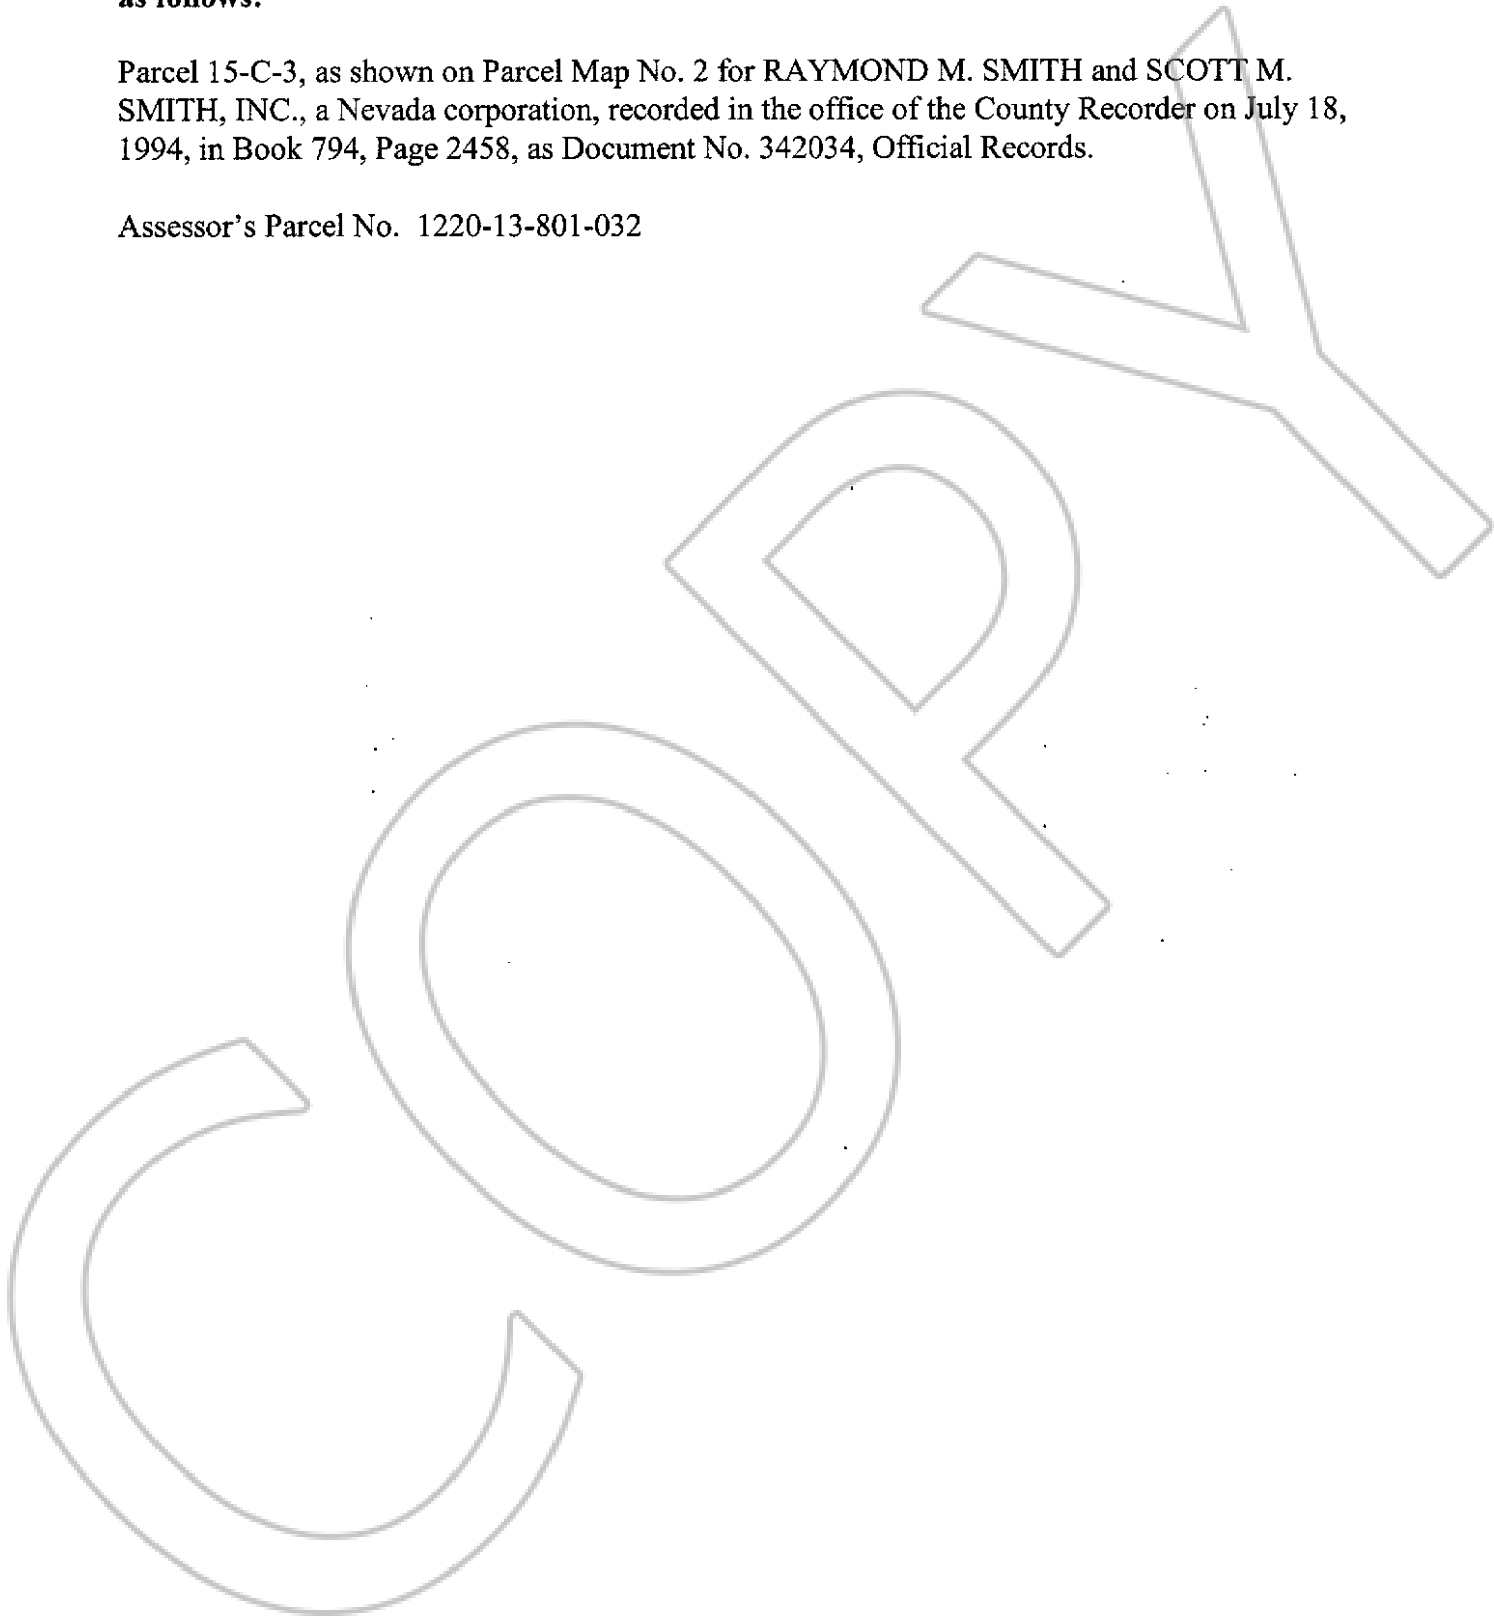 as follows:
Parcel 15-C-3, as shown on Parcel Map No. 2 for RAYMOND M. SMITH and SCOTT M.
SMITH, INC., a Nevada corporation, recorded in the office of the County Recorder on July 18,
1994, in Book 794, Page 2458, as Document No. 342034, Official Records.
Assessor's Parcel No. 1220-13-801-032
COPY